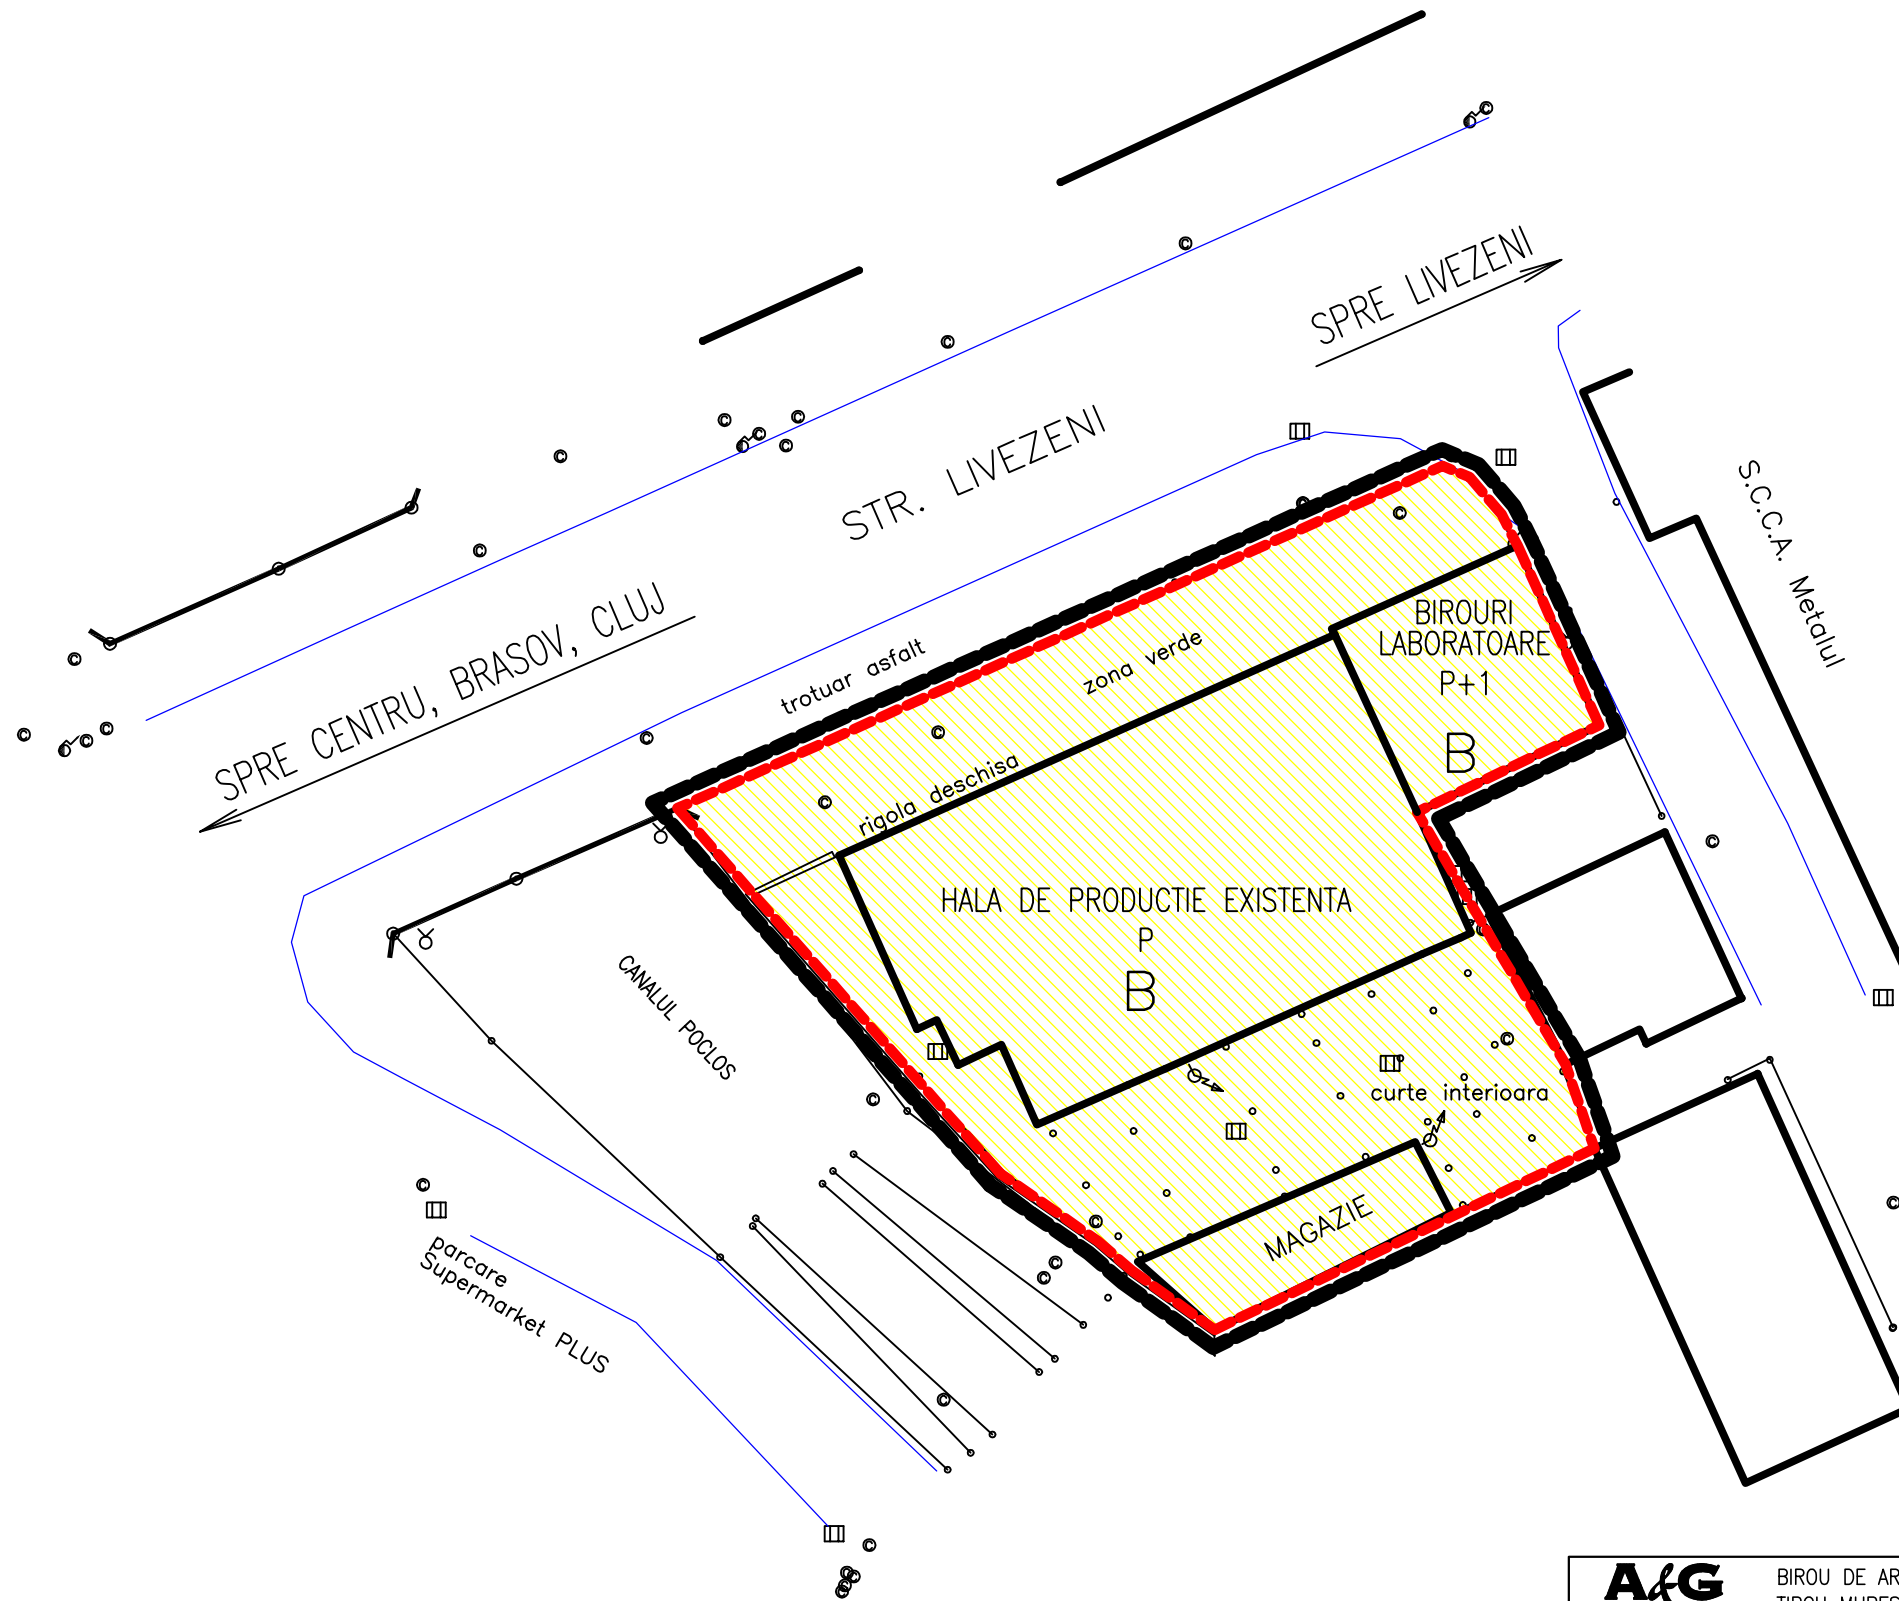 SPRE LIVEZENI
STR. LIVEZENI
S.C.C.A. Metalul
SPRE CENTRU, BRASOV, CLUJ
trotuar asfalt
zona verde
BIROURI
LABORATOARE
P+1
B
rigola deschisa
HALA DE PRODUCTIE EXISTENTA
P
B
CANALUL POCLOS
curte interioara
MAGAZIE
parcare
Supermarket PLUS
A&G
BIROU DE AR